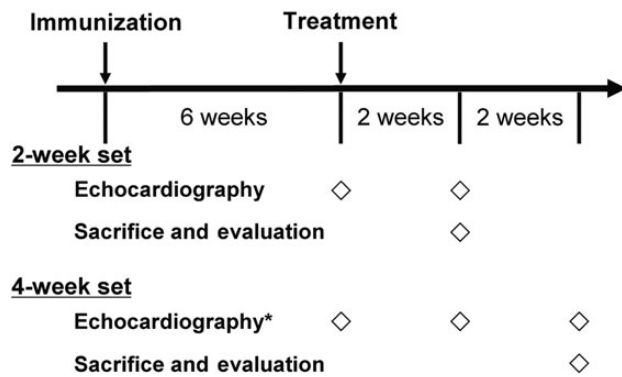 Immunization Treatment
6 weeks 2 weeks 2 weeks
2-week set
Echocardiography
Sacrifice and evaluation
4-week set
Echocardiography*
Sacrifice and evaluation